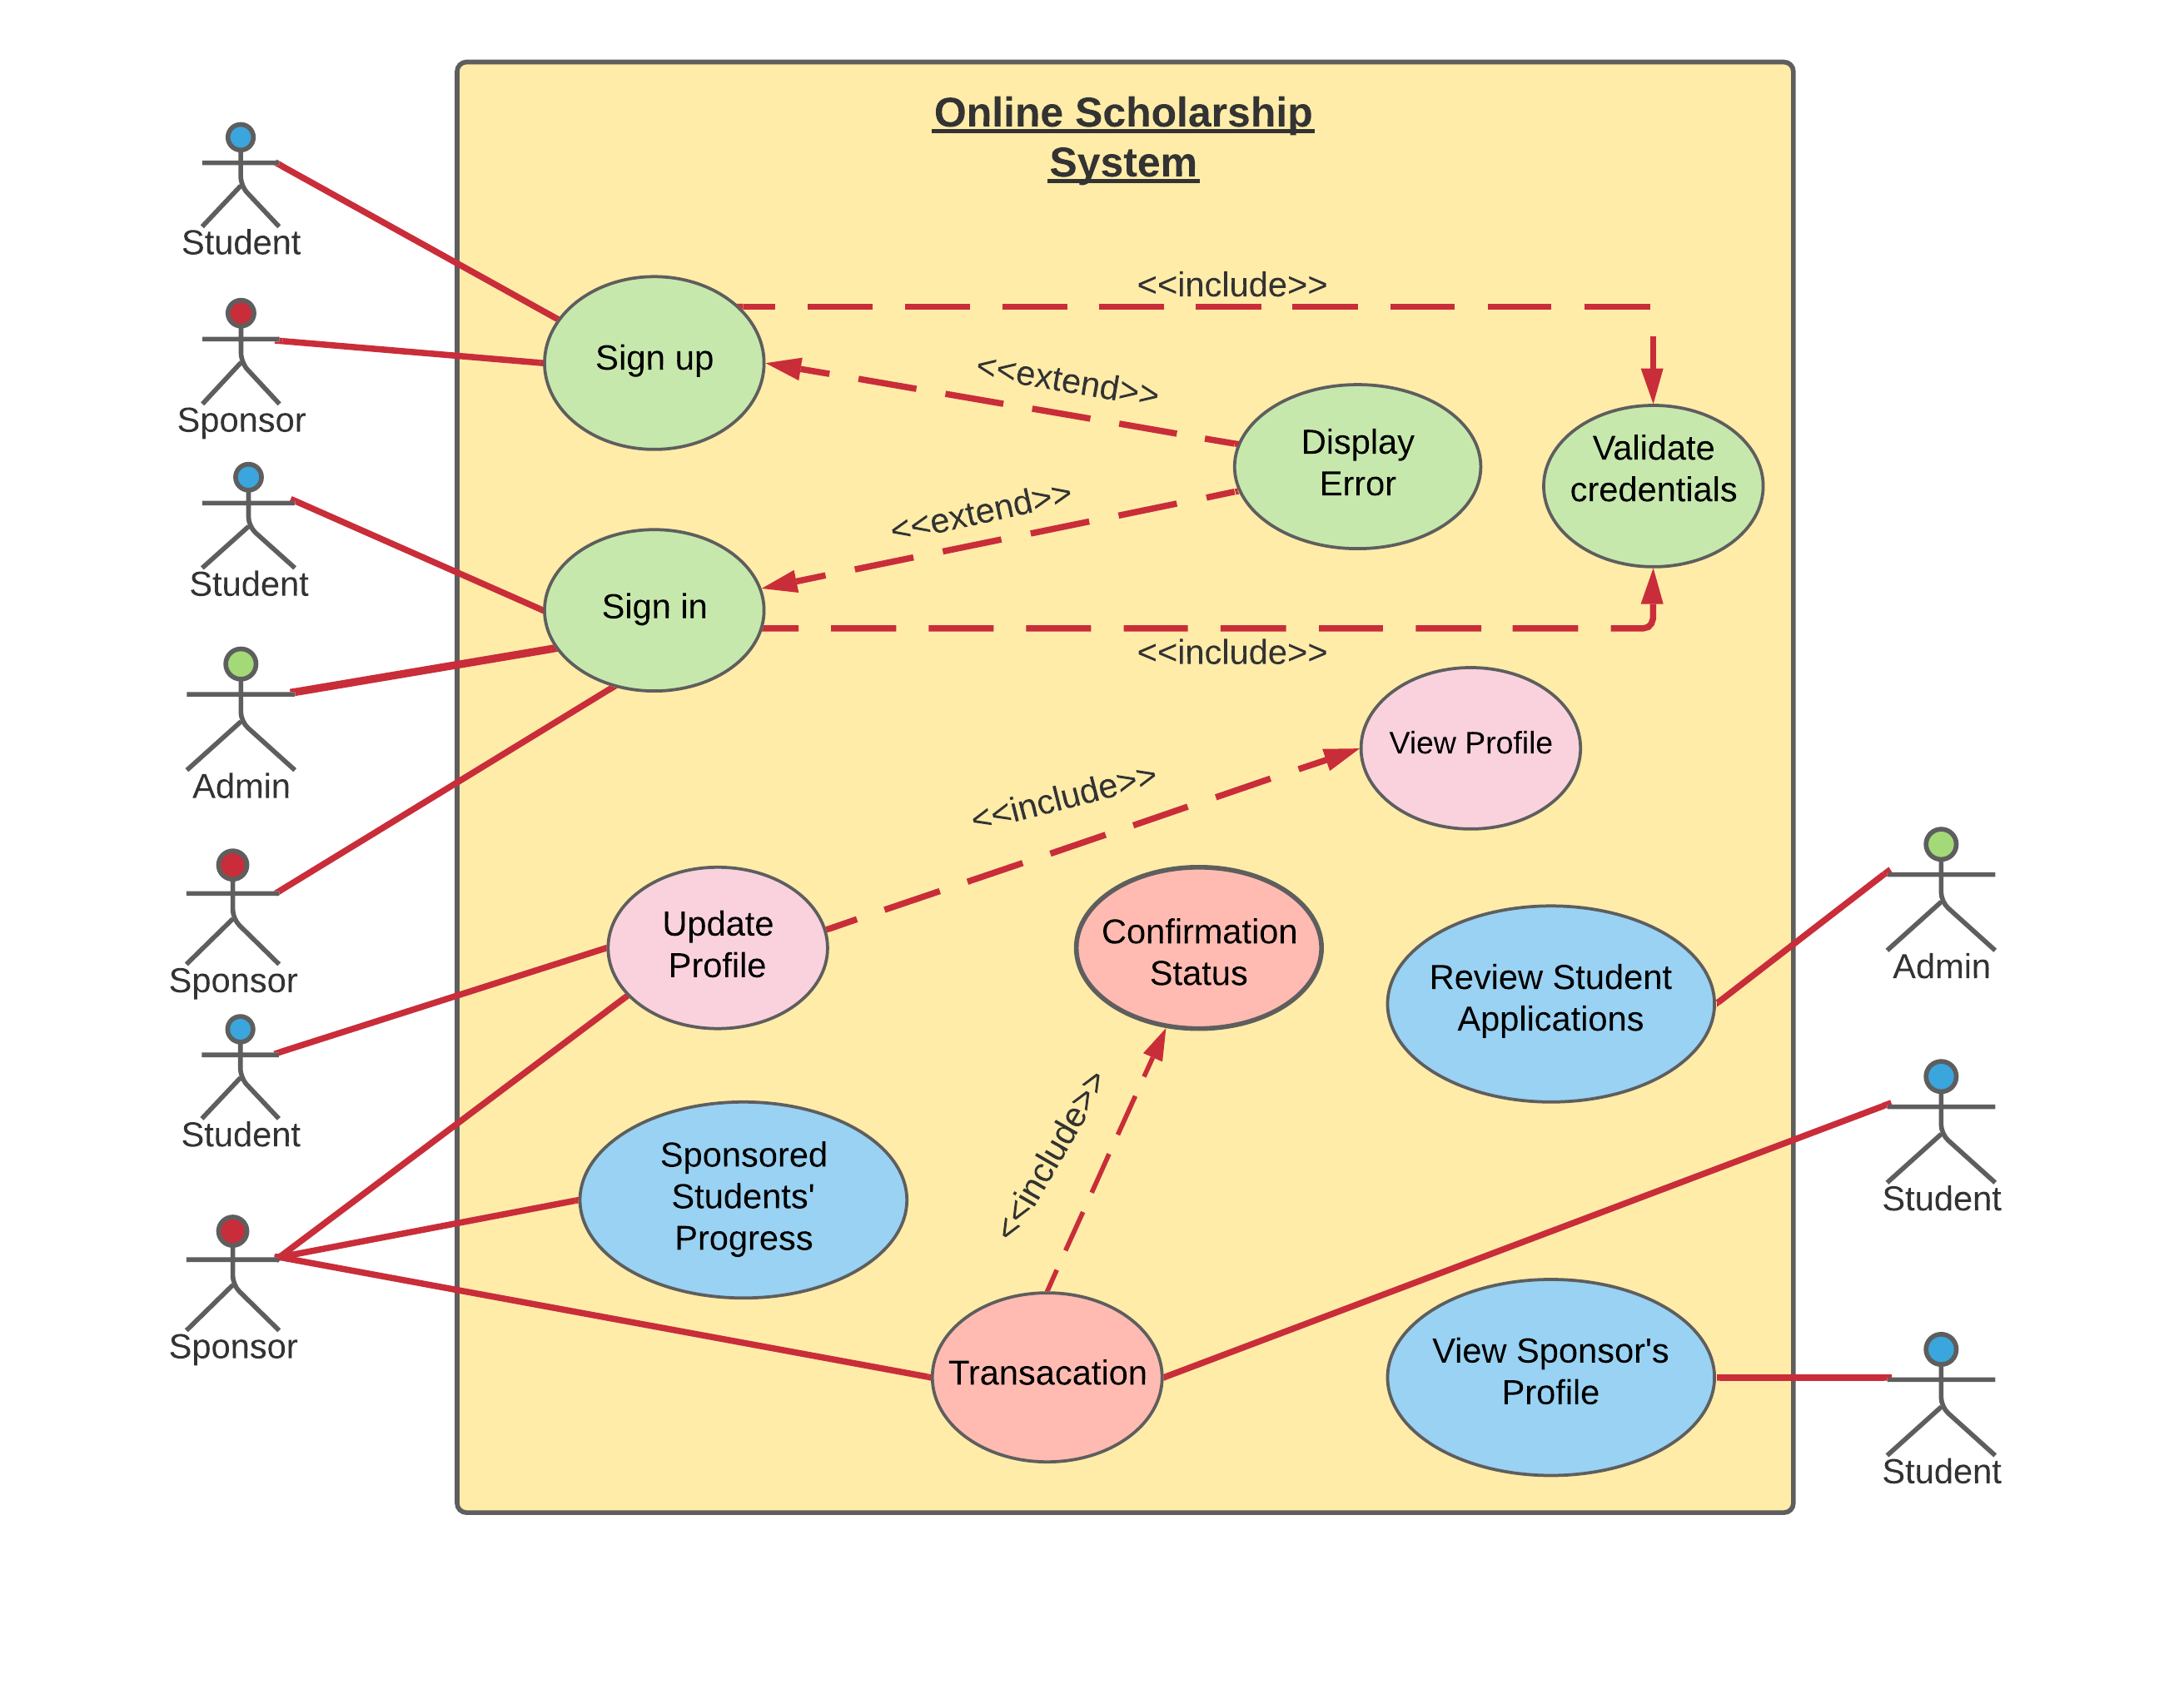 Online Scholarship
System
Student
Sponsor
Student
Admin
Sponsor
Student
Sponsor
Sign up
<<include>>
<<extend>>
Display
Error
Validate
credentials
<<extend>>
Sign in
<<include>>
View Profile
<<include>>
Update
Profile
Confirmation
Status
Review Student
Applications
<<include>>
Sponsored
Students'
Progress
Transacation
View Sponsor's
Profile
Admin
Student
Student